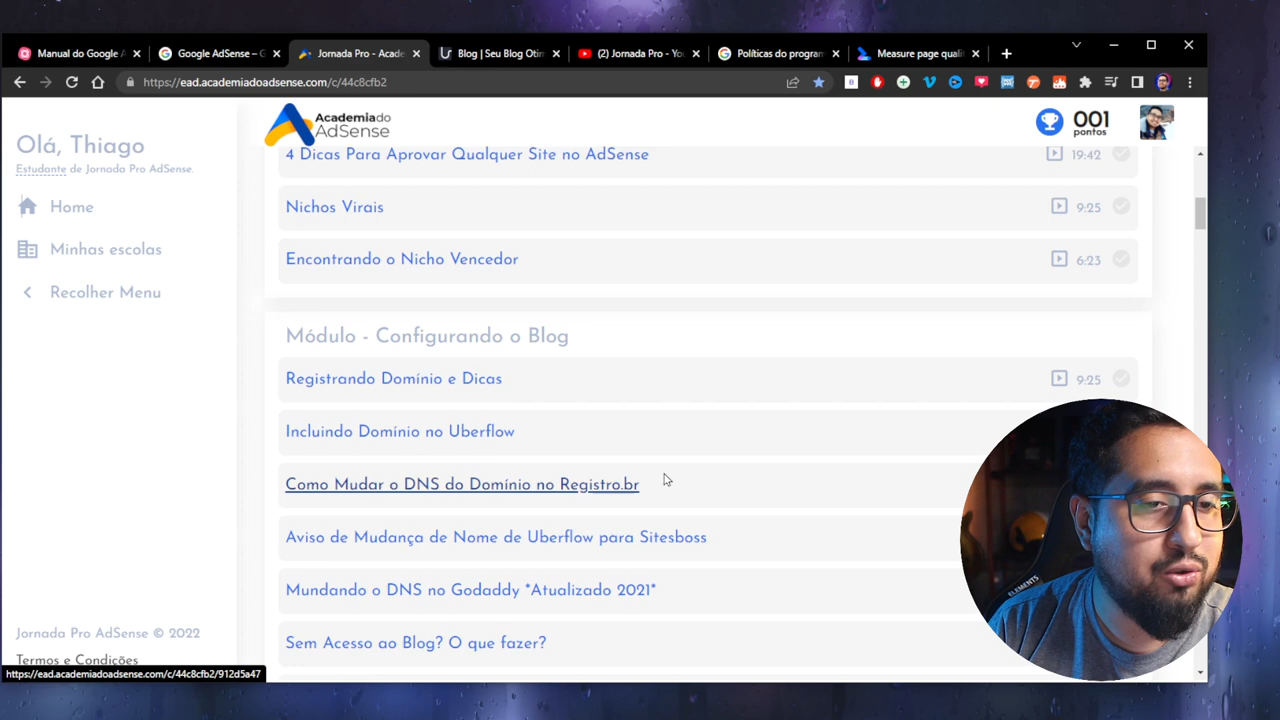 Manual do Google A
Google AdSense – G
Jornada Pro - Acade
Blog | Seu Blog Otim
(2) Jornada Pro - Yo
Políticas do program
Measure page quali
https://ead.academiadoadsense.com/c/44c8cfb2
Olá, Thiago
Estudante de Jornada Pro AdSense.
Home
Minhas escolas
Recolher Menu
Academia do
AdSense
001
pontos
4 Dicas Para Aprovar Qualquer Site no AdSense
19:42
Nichos Virais
9:25
Encontrando o Nicho Vencedor
6:23
Módulo - Configurando o Blog
Registrando Domínio e Dicas
9:25
Incluindo Domínio no Uberflow
Como Mudar o DNS do Domínio no Registro.br
Aviso de Mudança de Nome de Uberflow para Sitesboss
Mundando o DNS no Godaddy *Atualizado 2021*
Sem Acesso ao Blog? O que fazer?
Jornada Pro AdSense © 2022
Termos e Condições
https://ead.academiadoadsense.com/c/44c8cfb2/912d5a47
ELEMENTS